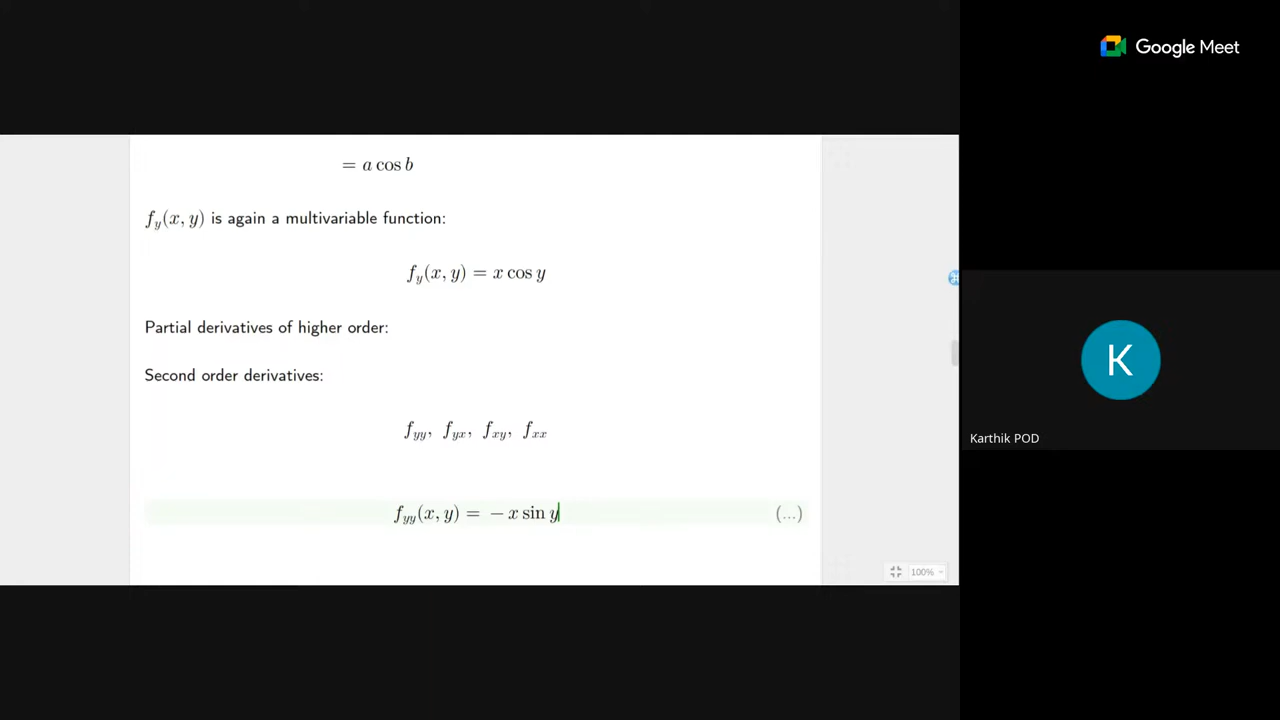 Google Meet
= a cos b
f_y(x, y) is again a multivariable function:
f_y(x, y) = x cos y
Partial derivatives of higher order:
Second order derivatives:
f_yy, f_yx, f_xy, f_xx
f_yy(x, y) = − x sin y (...)
100%
K
Karthik POD